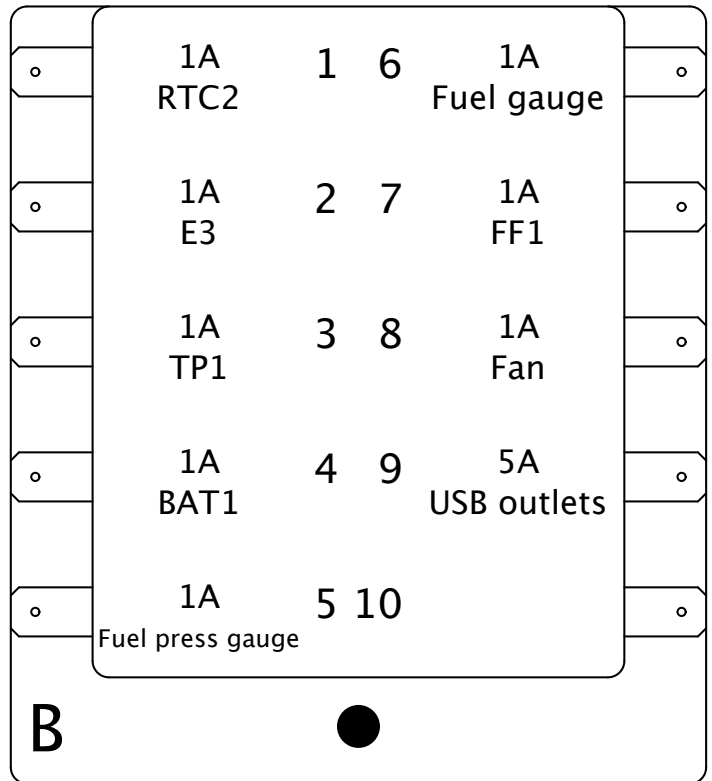 1A 1 6 1A
RTC2 Fuel gauge
1A 2 7 1A
E3 FF1
1A 3 8 1A
TP1 Fan
1A 4 9 5A
BAT1 USB outlets
1A 5 10
Fuel press gauge
B